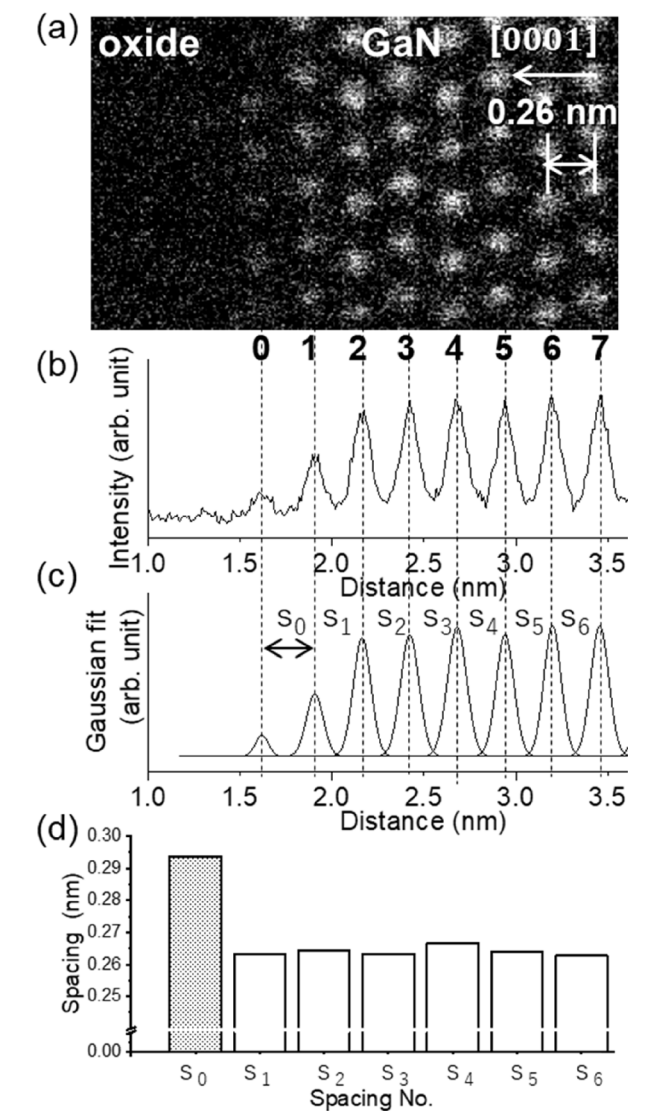 (a)
oxide GaN [0001]
0.26 nm
0 1 2 3 4 5 6 7
(b)
Intensity (arb. unit)
1.0 1.5 2.0 2.5 3.0 3.5
Distance (nm)
(c)
Gaussian fit
(arb. unit)
S0 S1 S2 S3 S4 S5 S6
1.0 1.5 2.0 2.5 3.0 3.5
Distance (nm)
(d)
Spacing (nm)
0.30
0.29
0.28
0.27
0.26
0.25
0.00
S0 S1 S2 S3 S4 S5 S6
Spacing No.